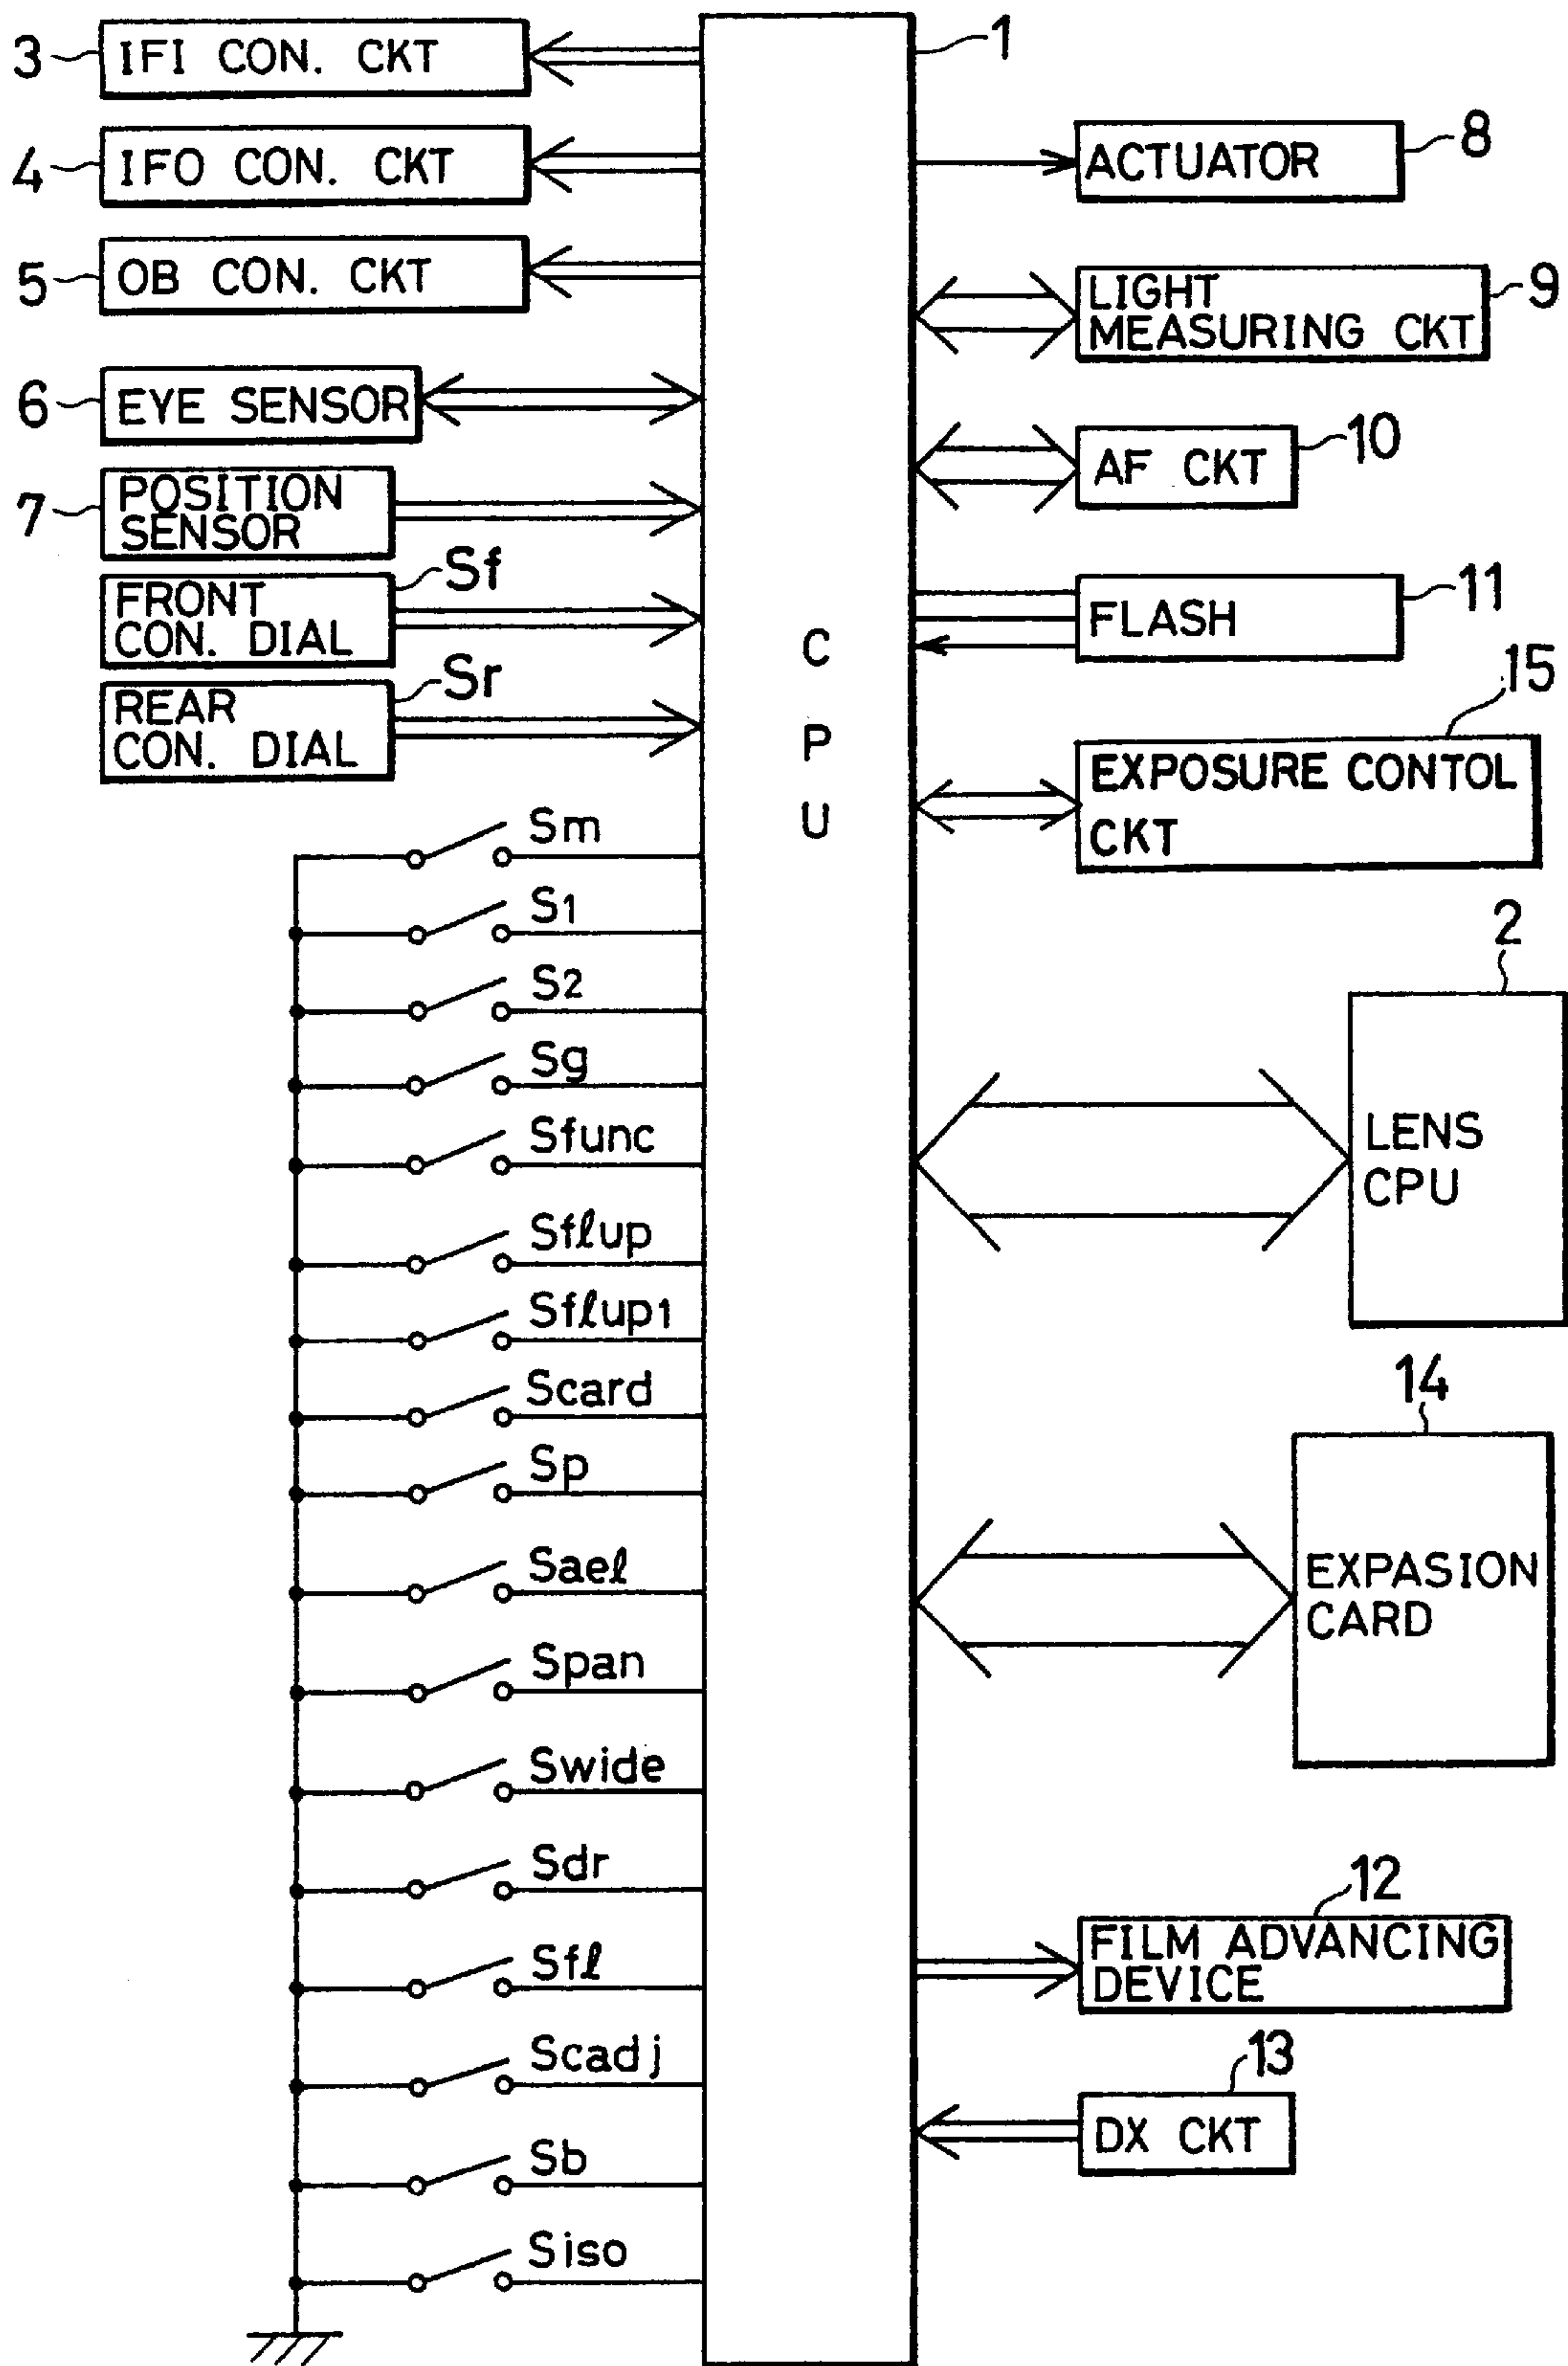 3
IFI CON. CKT
4
IFO CON. CKT
5
OB CON. CKT
6
EYE SENSOR
7
POSITION
SENSOR
Sf
FRONT
CON. DIAL
Sr
REAR
CON. DIAL
Sm
S1
S2
Sg
Sfunc
Sflup
Sflup1
Scard
Sp
Sael
Span
Swide
Sdr
Sfl
Scadj
Sb
Siso
1
C
P
U
8
ACTUATOR
9
LIGHT
MEASURING CKT
10
AF CKT
11
FLASH
15
EXPOSURE CONTOL
CKT
2
LENS
CPU
14
EXPASION
CARD
12
FILM ADVANCING
DEVICE
13
DX CKT